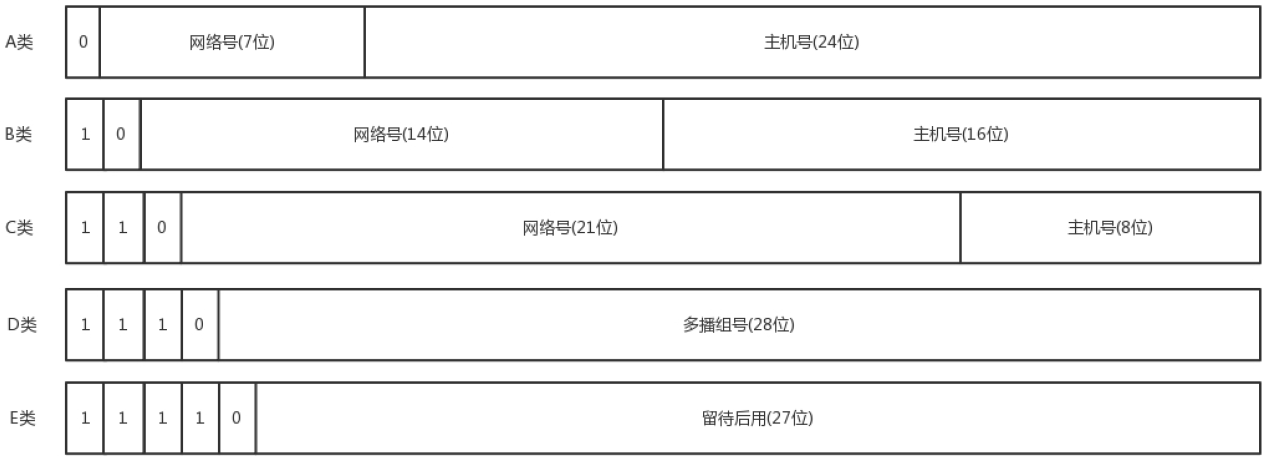 A类 0 网络号(7位) 主机号(24位)
B类 1 0 网络号(14位) 主机号(16位)
C类 1 1 0 网络号(21位) 主机号(8位)
D类 1 1 1 0 多播组号(28位)
E类 1 1 1 1 0 留待后用(27位)